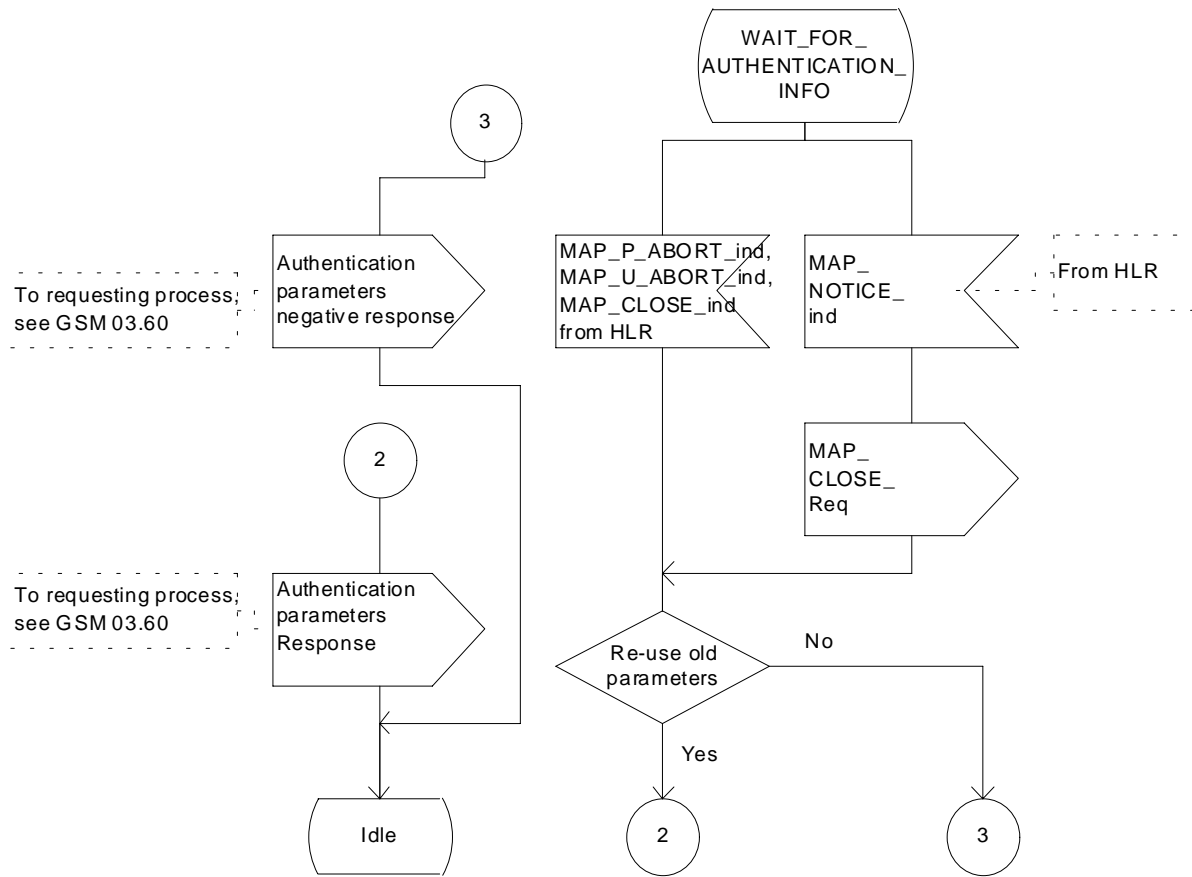 WAIT_FOR_
AUTHENTICATION_
INFO
3
Authentication
parameters
negative response
To requesting process,
see GSM 03.60
MAP_P_ABORT_ind,
MAP_U_ABORT_ind,
MAP_CLOSE_ind
from HLR
MAP_
NOTICE_
ind
From HLR
2
MAP_
CLOSE_
Req
To requesting process,
see GSM 03.60
Authentication
parameters
Response
Re-use old
parameters
No
Yes
Idle
2
3